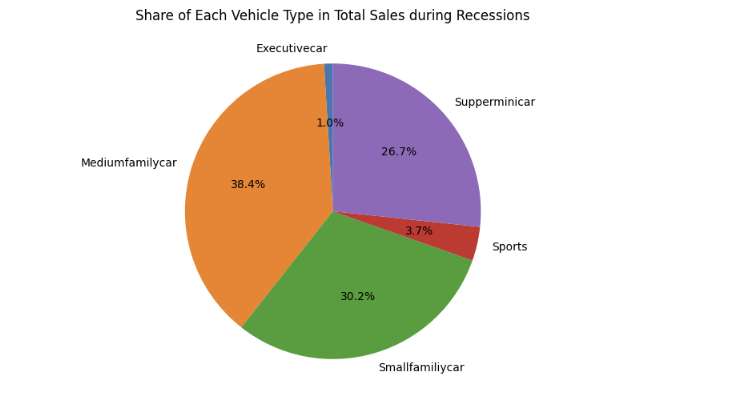 Share of Each Vehicle Type in Total Sales during Recessions
Executivecar
1.0%
Supperminicar
26.7%
Mediumfamilycar
38.4%
3.7%
Sports
30.2%
Smallfamiliycar